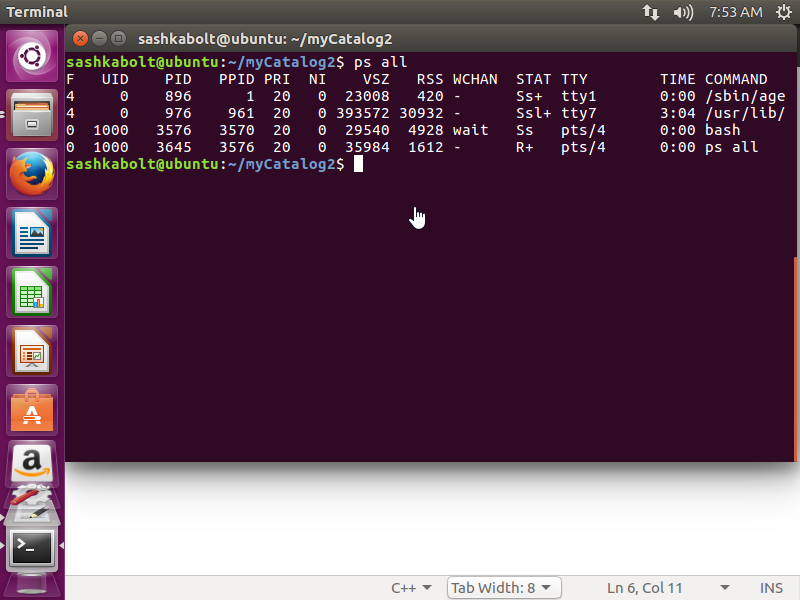 Terminal 7:53 AM
sashkabolt@ubuntu: ~/myCatalog2
sashkabolt@ubuntu:~/myCatalog2$ ps all
F   UID   PID  PPID PRI  NI    VSZ   RSS WCHAN  STAT TTY        TIME COMMAND
4     0   896     1  20   0  23008   420 -      Ss+  tty1       0:00 /sbin/age
4     0   976   961  20   0 393572 30932 -      Ssl+ tty7       3:04 /usr/lib/
0  1000  3576  3570  20   0  29540  4928 wait   Ss   pts/4      0:00 bash
0  1000  3645  3576  20   0  35984  1612 -      R+   pts/4      0:00 ps all
sashkabolt@ubuntu:~/myCatalog2$
a
>_
C++ Tab Width: 8 Ln 6, Col 11 INS